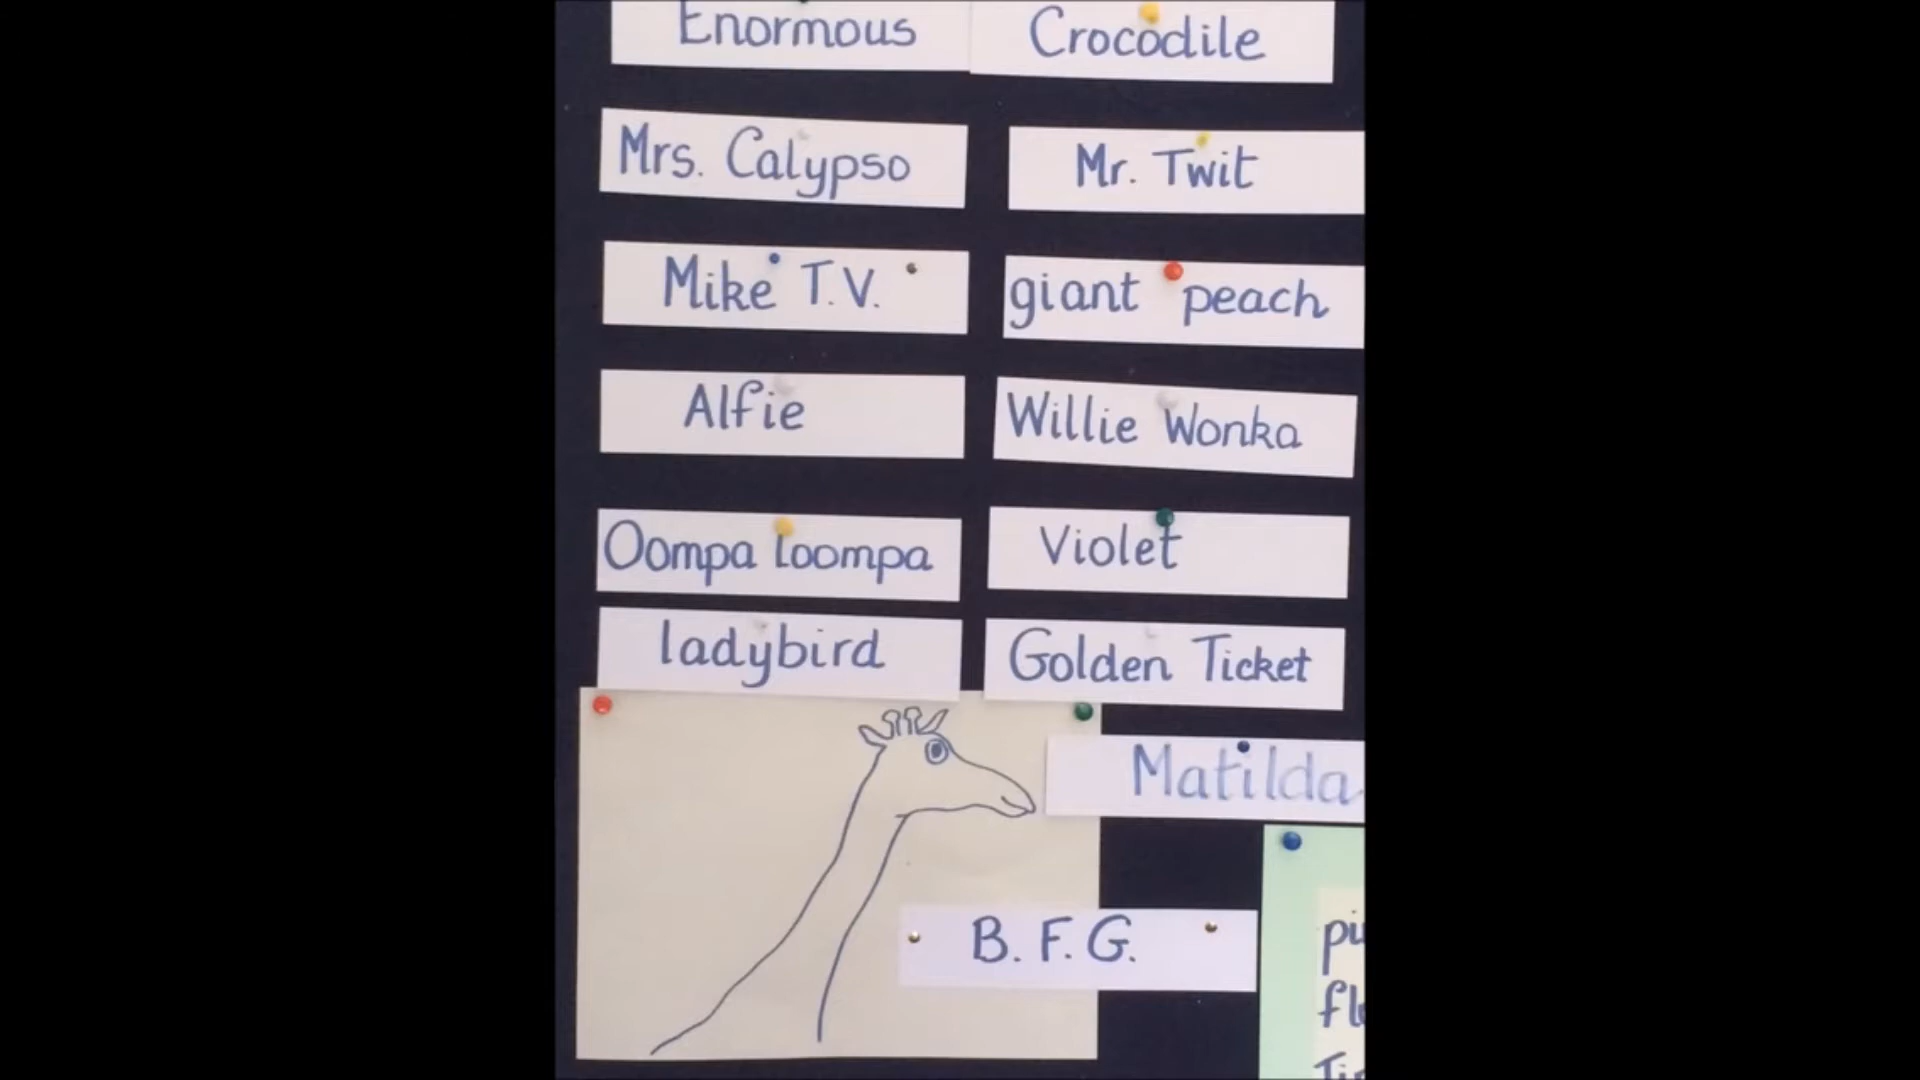 Enormous Crocodile
Mrs. Calypso
Mr. Twit
Mike T.V.
giant peach
Alfie
Willie Wonka
Oompa Loompa
Violet
ladybird
Golden Ticket
Matilda
B.F.G.